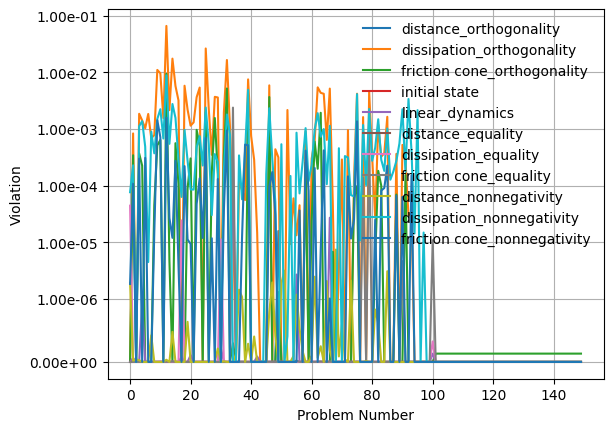 1.00e-01
1.00e-02
1.00e-03
1.00e-04
1.00e-05
1.00e-06
0.00e+00
Violation
distance_orthogonality
dissipation_orthogonality
friction cone_orthogonality
initial state
linear_dynamics
distance_equality
dissipation_equality
friction cone_equality
distance_nonnegativity
dissipation_nonnegativity
friction cone_nonnegativity
0 20 40 60 80 100 120 140
Problem Number